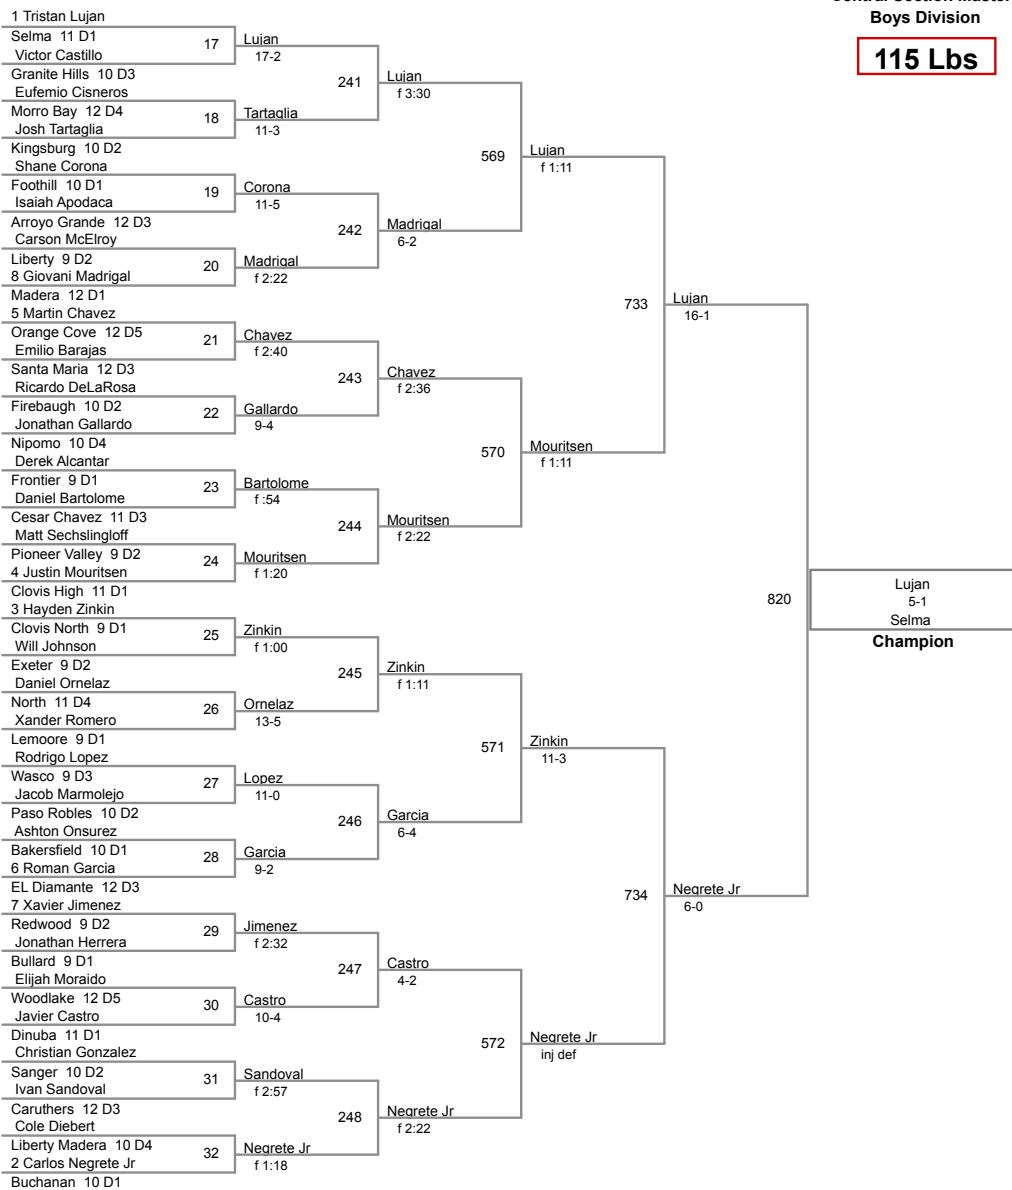 Central Section Master
Boys Division
115 Lbs
1 Tristan Lujan
Selma 11 D1
Victor Castillo
Granite Hills 10 D3
Eufemio Cisneros
Morro Bay 12 D4
Josh Tartaglia
Kingsburg 10 D2
Shane Corona
Foothill 10 D1
Isaiah Apodaca
Arroyo Grande 12 D3
Carson McElroy
Liberty 9 D2
8 Giovani Madrigal
Madera 12 D1
5 Martin Chavez
Orange Cove 12 D5
Emilio Barajas
Santa Maria 12 D3
Ricardo DeLaRosa
Firebaugh 10 D2
Jonathan Gallardo
Nipomo 10 D4
Derek Alcantar
Frontier 9 D1
Daniel Bartolome
Cesar Chavez 11 D3
Matt Sechslingloff
Pioneer Valley 9 D2
4 Justin Mouritsen
Clovis High 11 D1
3 Hayden Zinkin
Clovis North 9 D1
Will Johnson
Exeter 9 D2
Daniel Ornelaz
North 11 D4
Xander Romero
Lemoore 9 D1
Rodrigo Lopez
Wasco 9 D3
Jacob Marmolejo
Paso Robles 10 D2
Ashton Onsurez
Bakersfield 10 D1
6 Roman Garcia
EL Diamante 12 D3
7 Xavier Jimenez
Redwood 9 D2
Jonathan Herrera
Bullard 9 D1
Elijah Moraido
Woodlake 12 D5
Javier Castro
Dinuba 11 D1
Christian Gonzalez
Sanger 10 D2
Ivan Sandoval
Caruthers 12 D3
Cole Diebert
Liberty Madera 10 D4
2 Carlos Negrete Jr
Buchanan 10 D1
17
18
19
20
21
22
23
24
25
26
27
28
29
30
31
32
Lujan
17-2
Tartaglia
11-3
Corona
11-5
Madrigal
f 2:22
Chavez
f 2:40
Gallardo
9-4
Bartolome
f :54
Mouritsen
f 1:20
Zinkin
f 1:00
Ornelaz
13-5
Lopez
11-0
Garcia
9-2
Jimenez
f 2:32
Castro
10-4
Sandoval
f 2:57
Negrete Jr
f 1:18
241
242
243
244
245
246
247
248
Lujan
f 3:30
Madrigal
6-2
Chavez
f 2:36
Mouritsen
f 2:22
Zinkin
f 1:11
Garcia
6-4
Castro
4-2
Negrete Jr
f 2:22
569
570
571
572
Lujan
f 1:11
Mouritsen
f 1:11
Zinkin
11-3
Negrete Jr
inj def
733
734
Lujan
16-1
Negrete Jr
6-0
820
Lujan
5-1
Selma
Champion